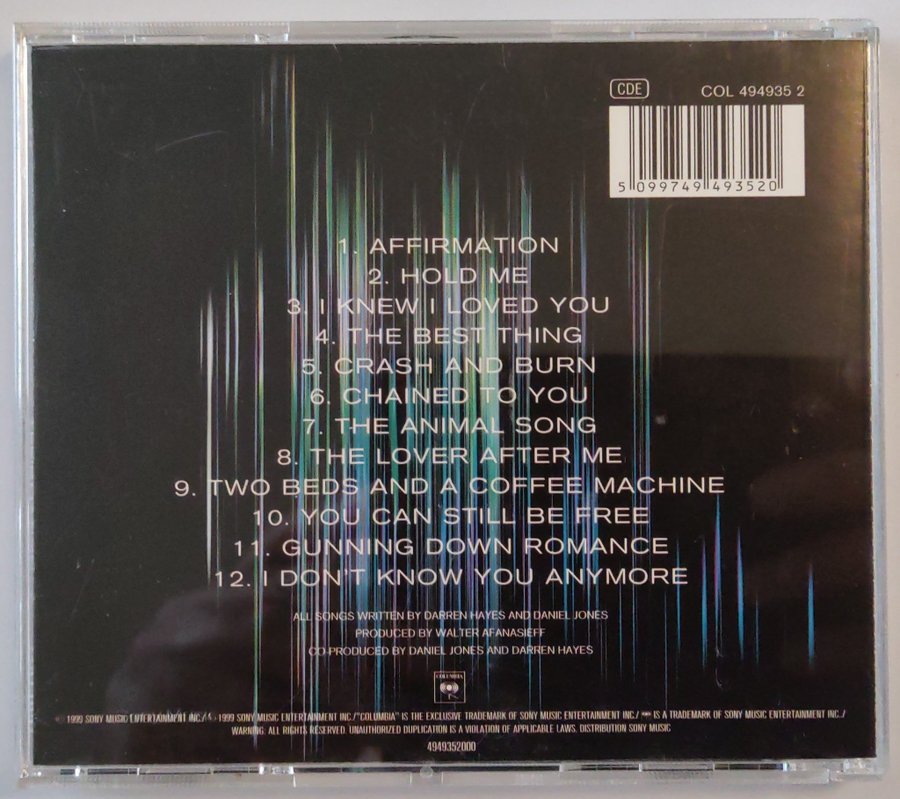 CDE COL 494935 2
5 099749 493520
1. AFFIRMATION
2. HOLD ME
3. I KNEW I LOVED YOU
4. THE BEST THING
5. CRASH AND BURN
6. CHAINED TO YOU
7. THE ANIMAL SONG
8. THE LOVER AFTER ME
9. TWO BEDS AND A COFFEE MACHINE
10. YOU CAN STILL BE FREE
11. GUNNING DOWN ROMANCE
12. I DON'T KNOW YOU ANYMORE
ALL SONGS WRITTEN BY DARREN HAYES AND DANIEL JONES
PRODUCED BY WALTER AFANASIEFF
CO-PRODUCED BY DANIEL JONES AND DARREN HAYES
COLUMBIA
℗ 1999 SONY MUSIC ENTERTAINMENT INC./© 1999 SONY MUSIC ENTERTAINMENT INC./"COLUMBIA" IS THE EXCLUSIVE TRADEMARK OF SONY MUSIC ENTERTAINMENT INC./ IS A TRADEMARK OF SONY MUSIC ENTERTAINMENT INC./
WARNING. ALL RIGHTS RESERVED. UNAUTHORIZED DUPLICATION IS A VIOLATION OF APPLICABLE LAWS. DISTRIBUTION SONY MUSIC
4949352000